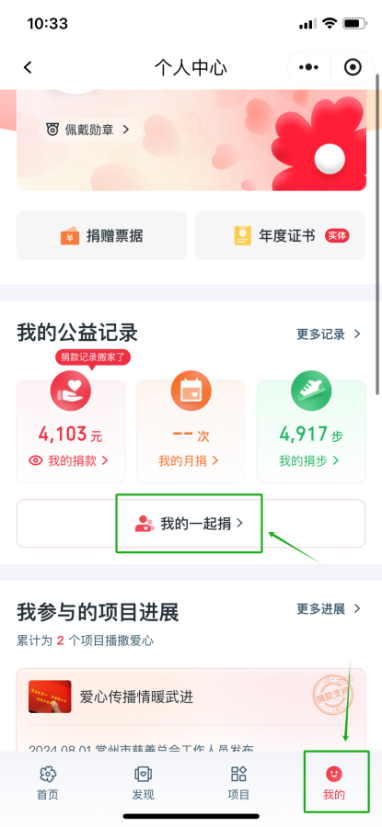 10:33
个人中心
佩戴勋章
捐赠票据
年度证书 实体
我的公益记录
更多记录
捐款记录搬家了
4,103 元
-- 次
4,917 步
我的捐款
我的月捐
我的捐步
我的一起捐
我参与的项目进展
更多进展
累计为 2 个项目播撒爱心
爱心传播情暖武进
捐款支持
2024.08.01 常州市慈善总会工作人员发布
首页
发现
项目
我的